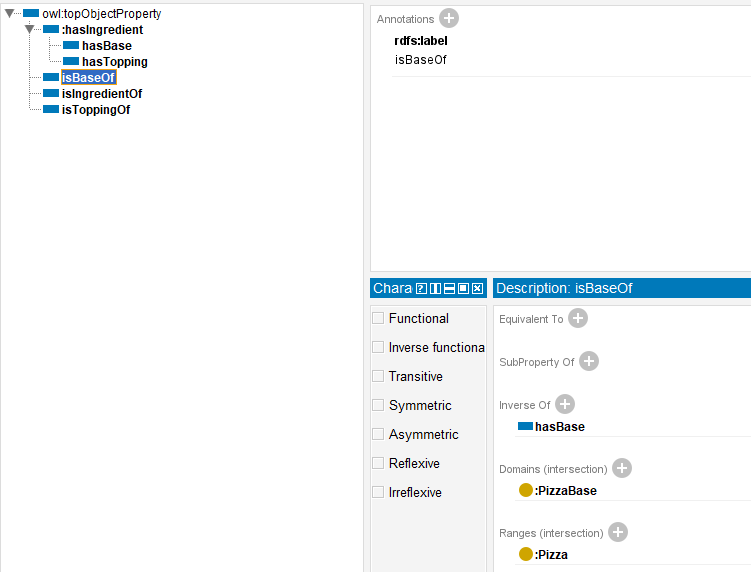 owl:topObjectProperty
:hasIngredient
hasBase
hasTopping
isBaseOf
isIngredientOf
isToppingOf
Annotations
rdfs:label
isBaseOf
Chara
Functional
Inverse functiona
Transitive
Symmetric
Asymmetric
Reflexive
Irreflexive
Description: isBaseOf
Equivalent To
SubProperty Of
Inverse Of
hasBase
Domains (intersection)
:PizzaBase
Ranges (intersection)
:Pizza